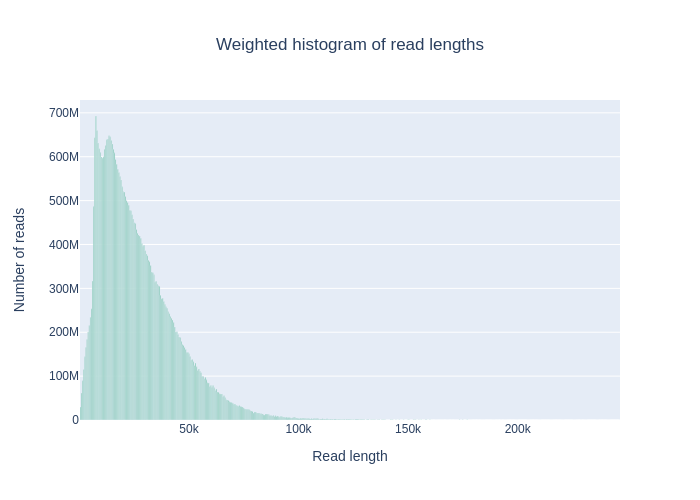 Weighted histogram of read lengths
700M
600M
500M
400M
300M
200M
100M
0
Number of reads
50k
100k
150k
200k
Read length